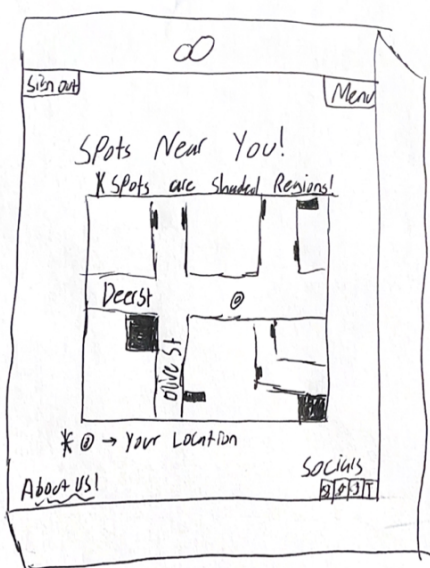 Sign out
Menu
Spots Near You!
* Spots are Shaded Regions!
Deer St
@
Olive St
* @ → Your Location
About Us!
Socials